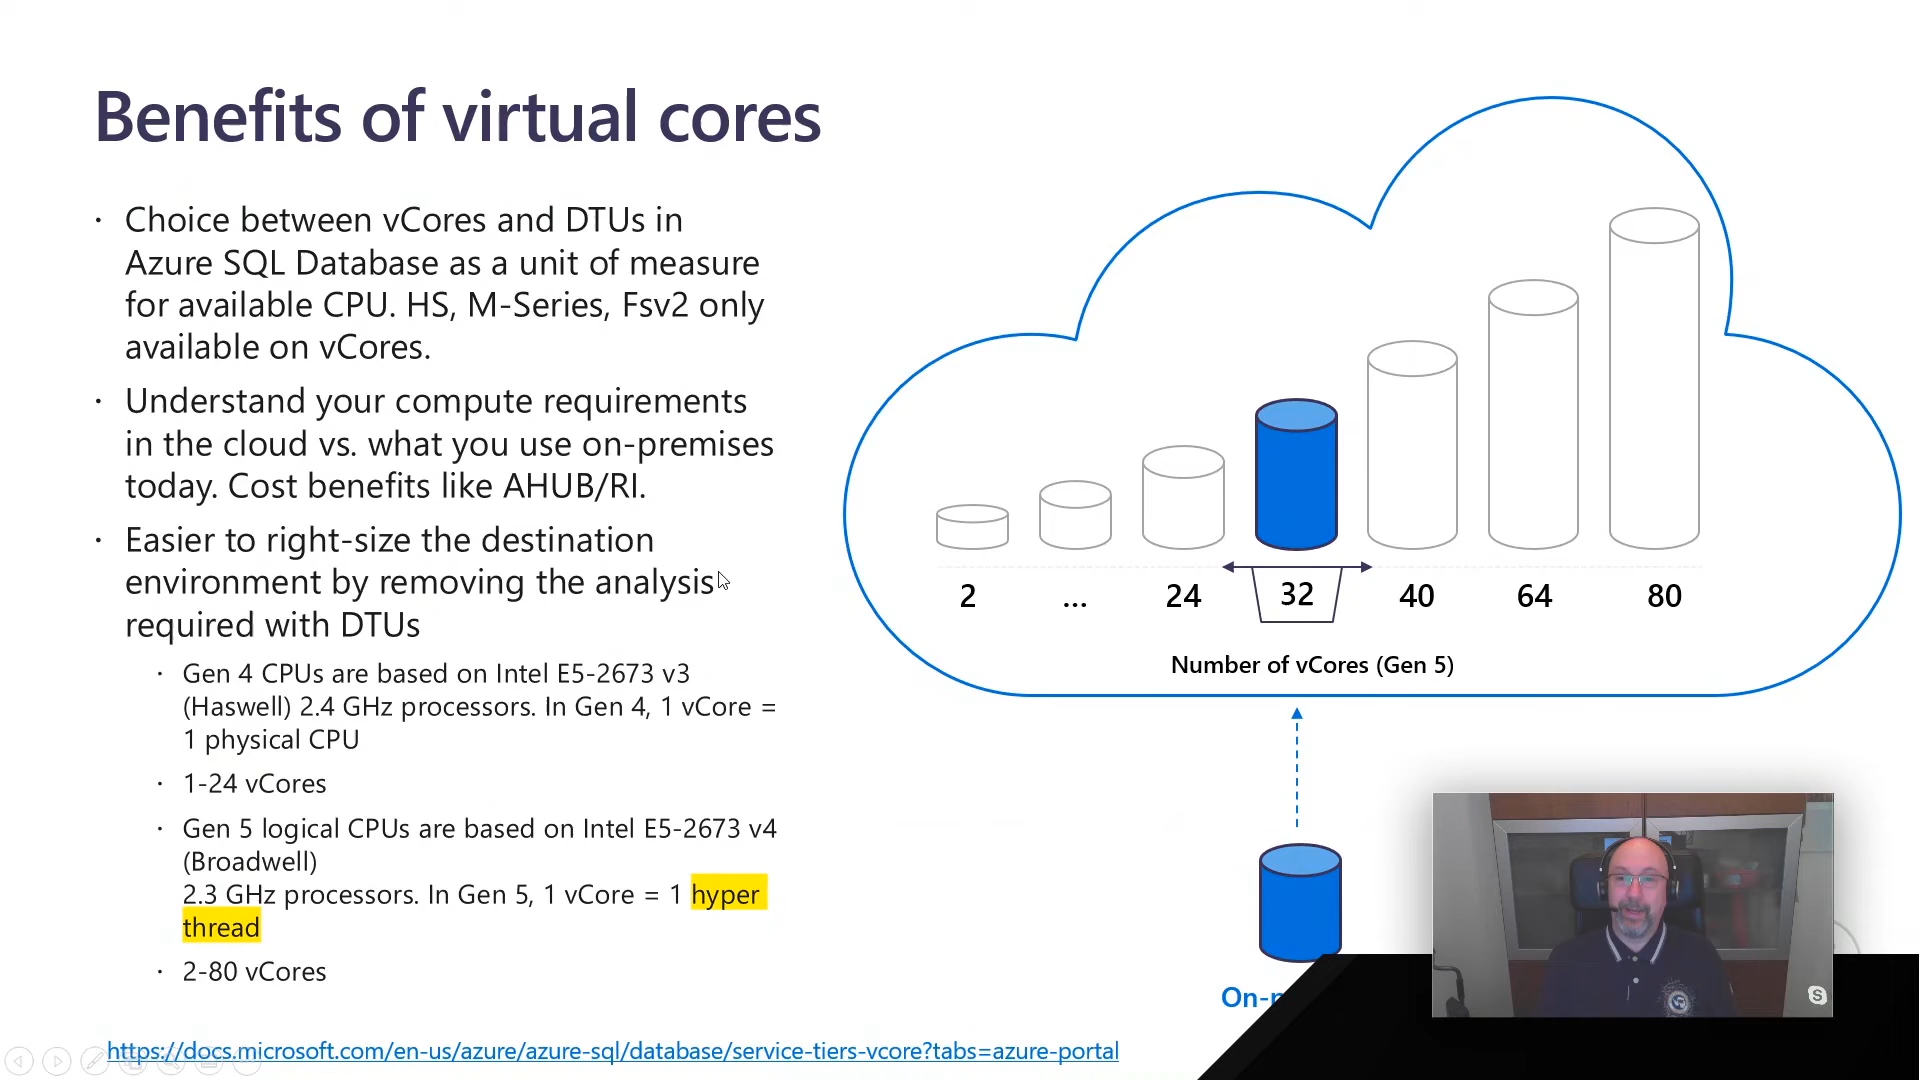 Benefits of virtual cores
· Choice between vCores and DTUs in
Azure SQL Database as a unit of measure
for available CPU. HS, M-Series, Fsv2 only
available on vCores.
· Understand your compute requirements
in the cloud vs. what you use on-premises
today. Cost benefits like AHUB/RI.
· Easier to right-size the destination
environment by removing the analysis
required with DTUs
· Gen 4 CPUs are based on Intel E5-2673 v3
(Haswell) 2.4 GHz processors. In Gen 4, 1 vCore =
1 physical CPU
· 1-24 vCores
· Gen 5 logical CPUs are based on Intel E5-2673 v4
(Broadwell)
2.3 GHz processors. In Gen 5, 1 vCore = 1 hyper
thread
· 2-80 vCores
2 ... 24 32 40 64 80
Number of vCores (Gen 5)
https://docs.microsoft.com/en-us/azure/azure-sql/database/service-tiers-vcore?tabs=azure-portal